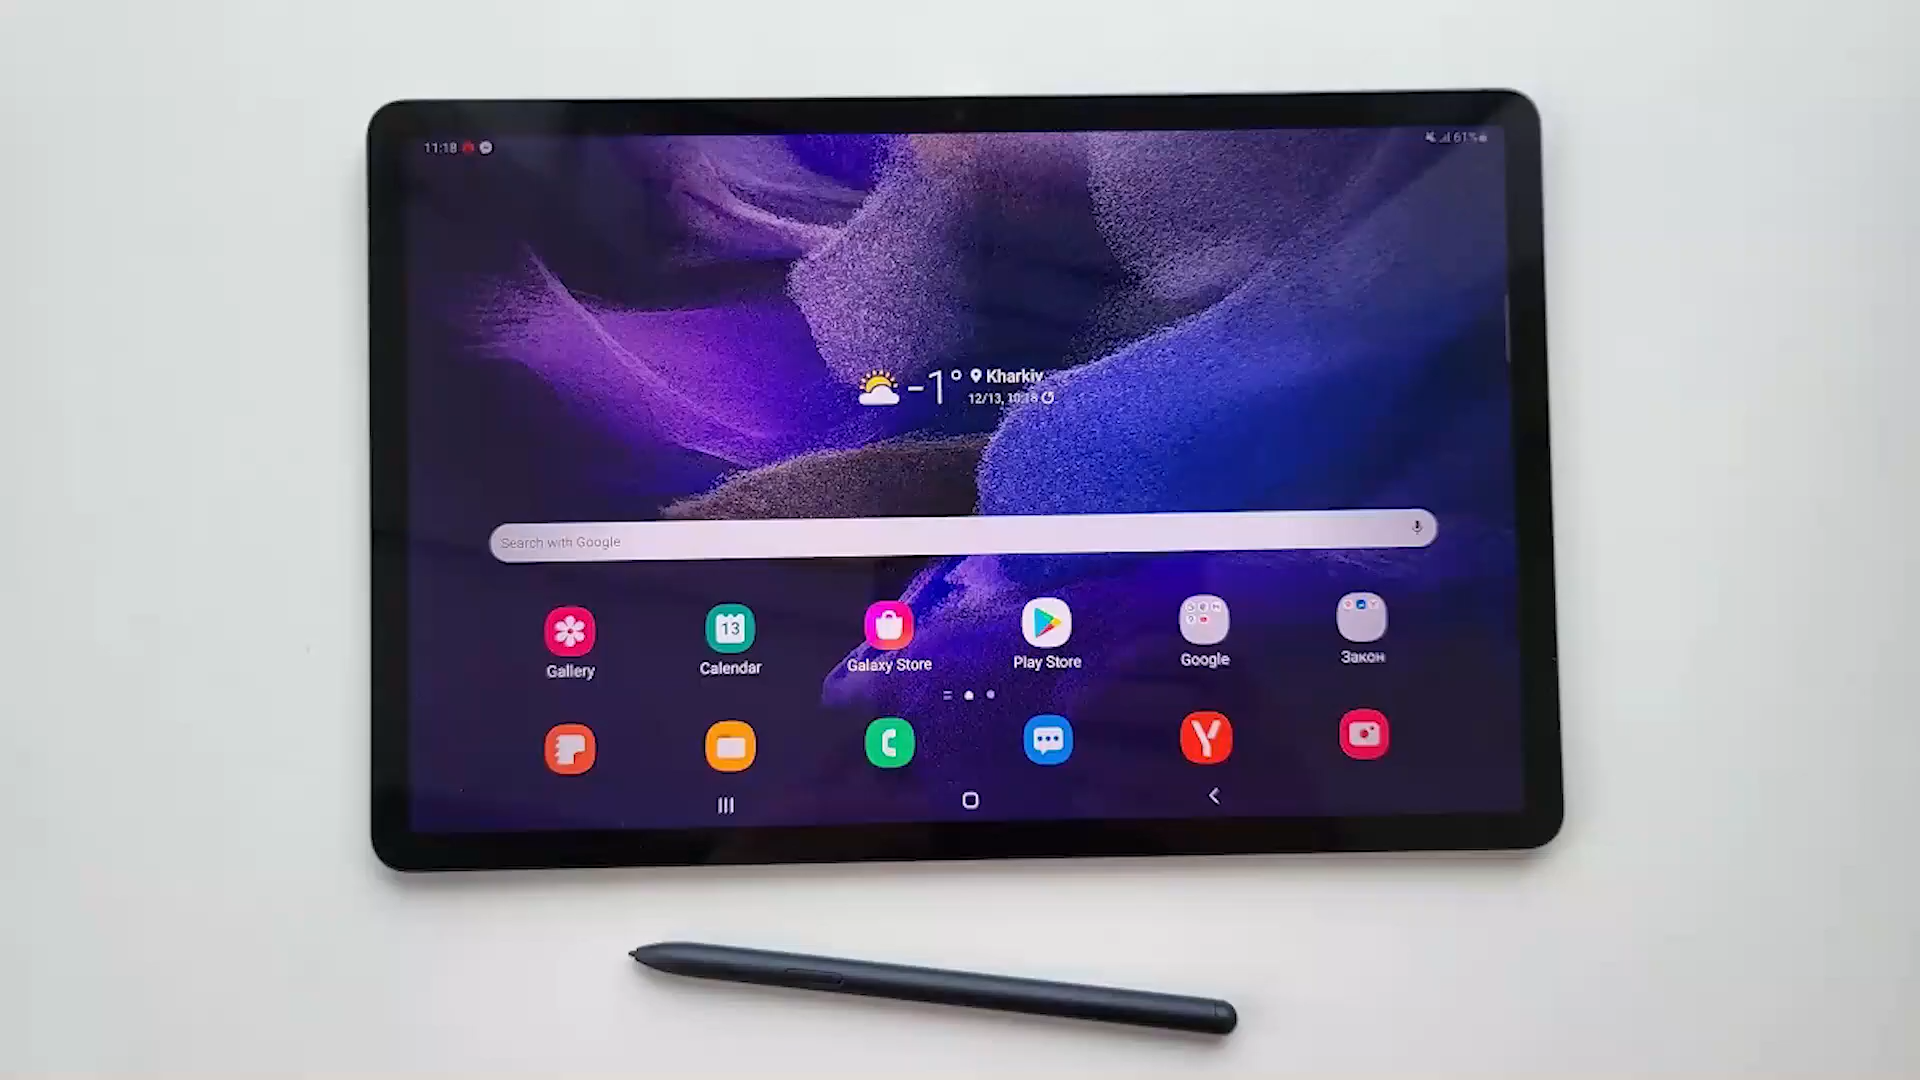 11:18
61%
-1° Kharkiv
12/13, 10:18
Search with Google
13
Gallery
Calendar
Galaxy Store
Play Store
Google
Закон